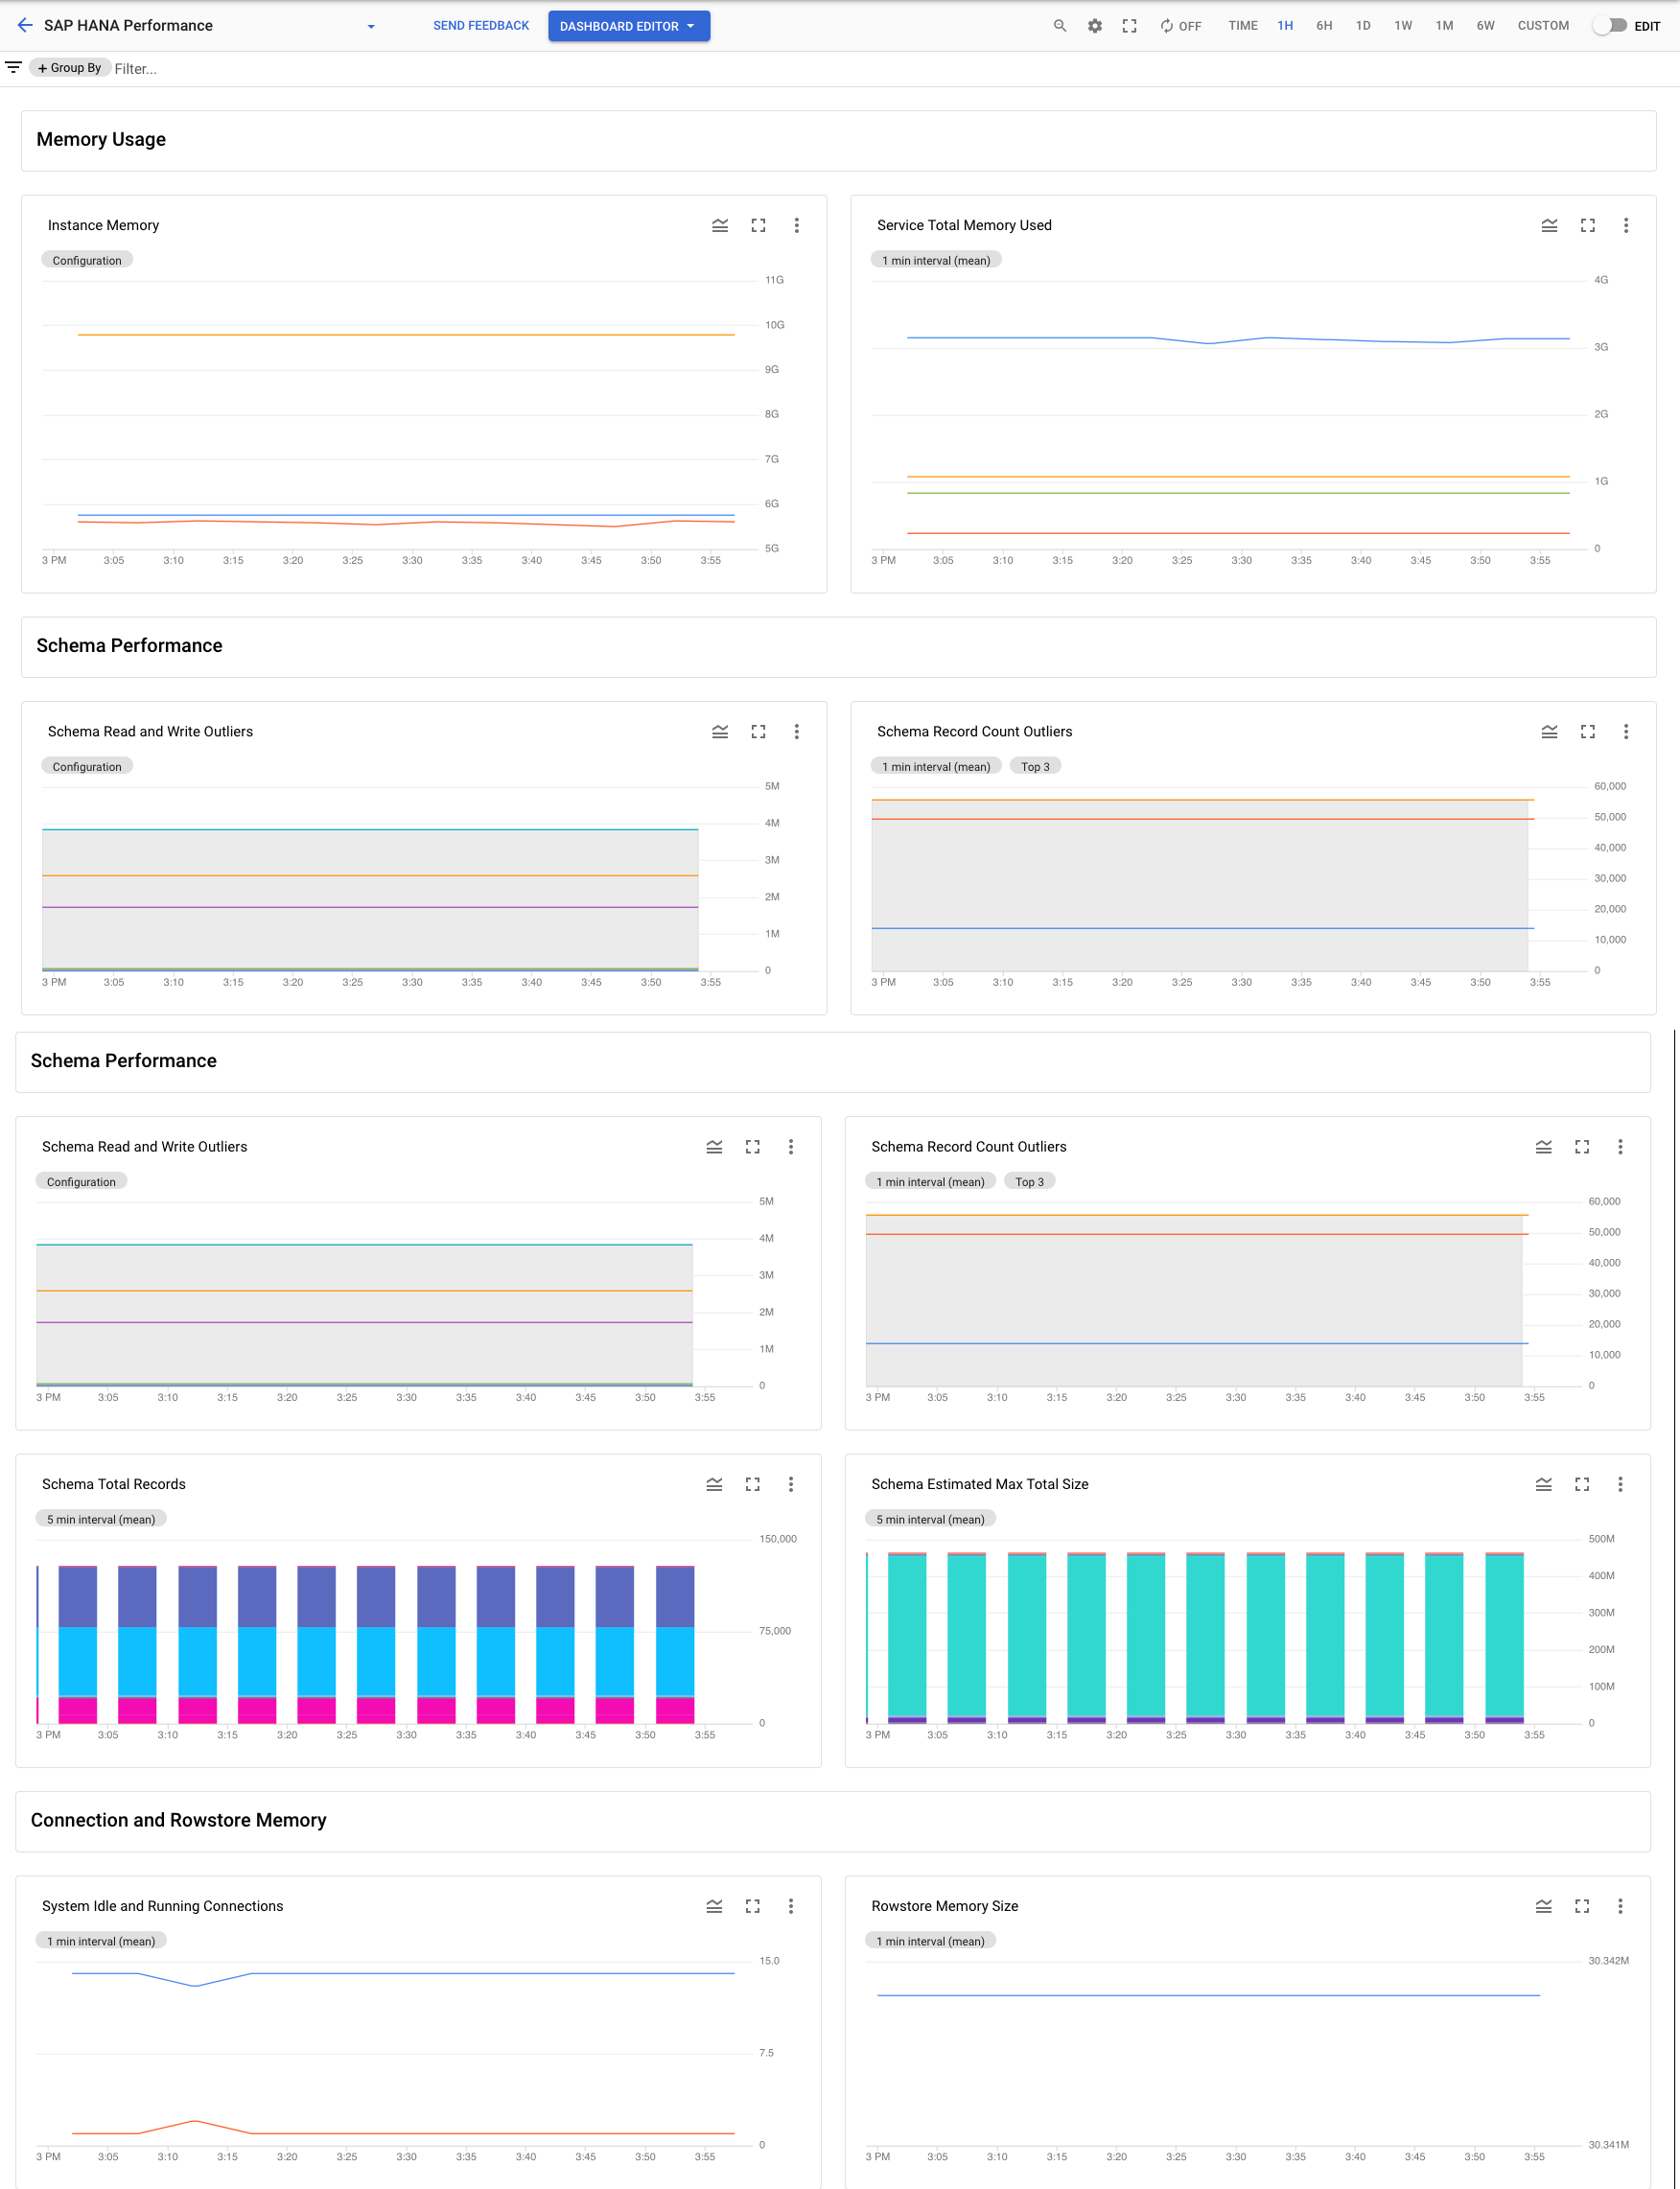 SAP HANA Performance SEND FEEDBACK DASHBOARD EDITOR OFF TIME 1H 6H 1D 1W 1M 6W CUSTOM EDIT
+ Group By Filter...
Memory Usage
Instance Memory
Configuration
11G
10G
9G
8G
7G
6G
5G
3 PM 3:05 3:10 3:15 3:20 3:25 3:30 3:35 3:40 3:45 3:50 3:55
Service Total Memory Used
1 min interval (mean)
4G
3G
2G
1G
0
3 PM 3:05 3:10 3:15 3:20 3:25 3:30 3:35 3:40 3:45 3:50 3:55
Schema Performance
Schema Read and Write Outliers
Configuration
5M
4M
3M
2M
1M
0
3 PM 3:05 3:10 3:15 3:20 3:25 3:30 3:35 3:40 3:45 3:50 3:55
Schema Record Count Outliers
1 min interval (mean) Top 3
60,000
50,000
40,000
30,000
20,000
10,000
0
3 PM 3:05 3:10 3:15 3:20 3:25 3:30 3:35 3:40 3:45 3:50 3:55
Schema Performance
Schema Read and Write Outliers
Configuration
5M
4M
3M
2M
1M
0
3 PM 3:05 3:10 3:15 3:20 3:25 3:30 3:35 3:40 3:45 3:50 3:55
Schema Record Count Outliers
1 min interval (mean) Top 3
60,000
50,000
40,000
30,000
20,000
10,000
0
3 PM 3:05 3:10 3:15 3:20 3:25 3:30 3:35 3:40 3:45 3:50 3:55
Schema Total Records
5 min interval (mean)
150,000
75,000
0
3 PM 3:05 3:10 3:15 3:20 3:25 3:30 3:35 3:40 3:45 3:50 3:55
Schema Estimated Max Total Size
5 min interval (mean)
500M
400M
300M
200M
100M
0
3 PM 3:05 3:10 3:15 3:20 3:25 3:30 3:35 3:40 3:45 3:50 3:55
Connection and Rowstore Memory
System Idle and Running Connections
1 min interval (mean)
15.0
7.5
0
3 PM 3:05 3:10 3:15 3:20 3:25 3:30 3:35 3:40 3:45 3:50 3:55
Rowstore Memory Size
1 min interval (mean)
30.342M
30.341M
3 PM 3:05 3:10 3:15 3:20 3:25 3:30 3:35 3:40 3:45 3:50 3:55